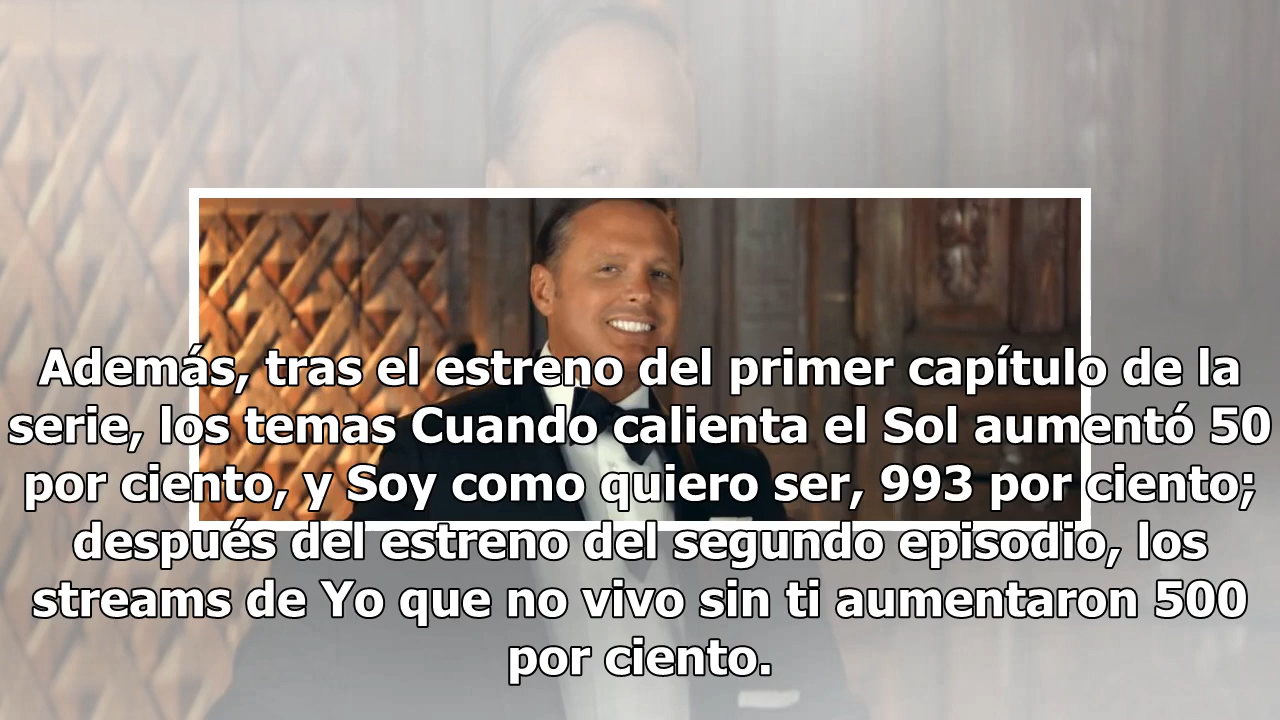 Además, tras el estreno del primer capítulo de la
serie, los temas Cuando calienta el Sol aumentó 50
por ciento, y Soy como quiero ser, 993 por ciento;
después del estreno del segundo episodio, los
streams de Yo que no vivo sin ti aumentaron 500
por ciento.